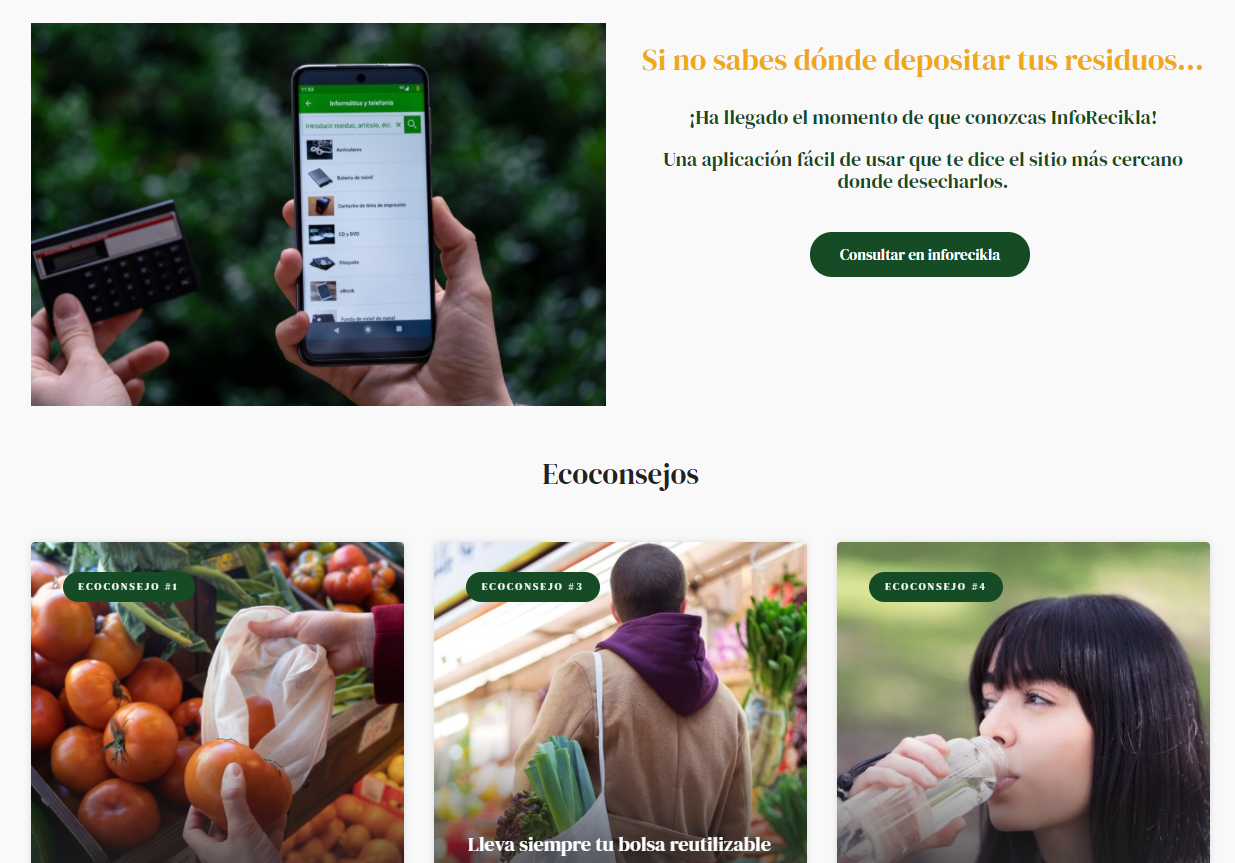 Si no sabes dónde depositar tus residuos...
¡Ha llegado el momento de que conozcas InfoRecikla!
Una aplicación fácil de usar que te dice el sitio más cercano
donde desecharlos.
Consultar en inforecikla
11:53
Informática y telefonía
Introducir residuo, artículo, etc.
Auriculares
Batería de móvil
Cartucho de tinta de impresión
CD y DVD
Disquete
eBook
Funda de móvil de metal
Ecoconsejos
ECOCONSEJO #1
ECOCONSEJO #3
ECOCONSEJO #4
Lleva siempre tu bolsa reutilizable